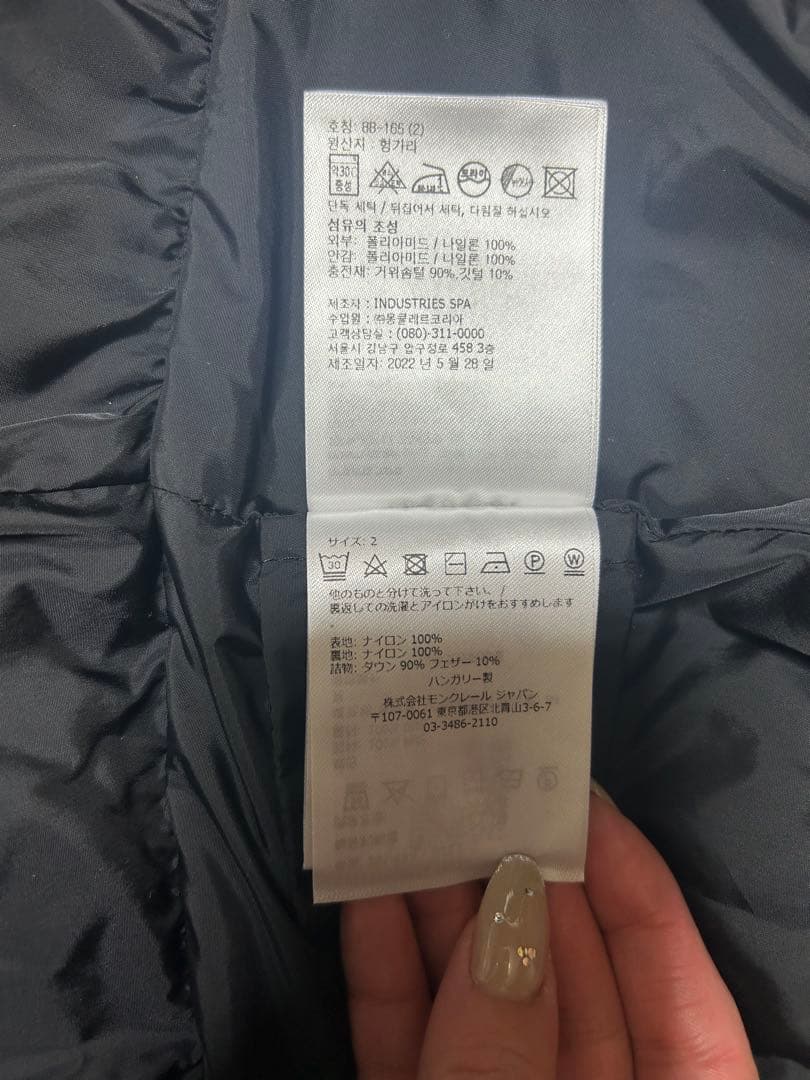 호칭: BB-165 (2)
원산지 : 헝가리
약30℃
중성
드라이
단독 세탁 / 뒤집어서 세탁, 다림질 하십시오
섬유의 조성
외부: 폴리아미드 / 나일론 100%
안감: 폴리아미드 / 나일론 100%
충전재: 거위솜털 90%,깃털 10%
제조자 : INDUSTRIES SPA
수입원 : ㈜몽클레르코리아
고객상담실 : (080)-311-0000
서울시 강남구 압구정로 458 3층
제조일자: 2022 년 5 월 28 일
サイズ: 2
30
P
W
他のものと分けて洗って下さい。/
裏返しての洗濯とアイロンがけをおすすめします
.
表地: ナイロン 100%
裏地: ナイロン 100%
詰物: ダウン 90% フェザー 10%
ハンガリー製
株式会社モンクレール ジャパン
〒107-0061 東京都港区北青山3-6-7
03-3486-2110